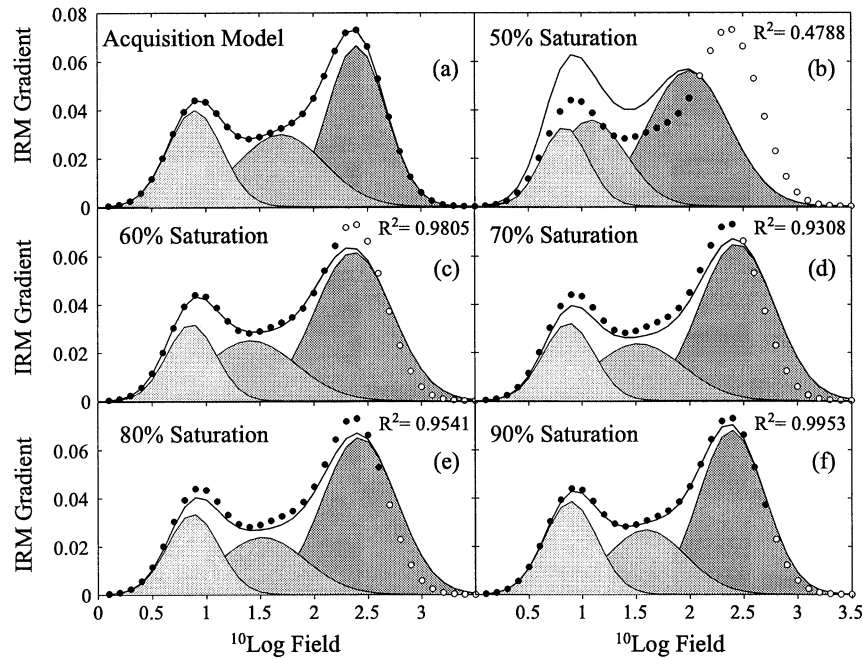 Acquisition Model
(a)
50% Saturation
R²= 0.4788
(b)
IRM Gradient
0.08
0.06
0.04
0.02
0
60% Saturation
R²= 0.9805
(c)
70% Saturation
R²= 0.9308
(d)
IRM Gradient
0.06
0.04
0.02
0
80% Saturation
R²= 0.9541
(e)
90% Saturation
R²= 0.9953
(f)
IRM Gradient
0.06
0.04
0.02
0
0 0.5 1 1.5 2 2.5 3
0.5 1 1.5 2 2.5 3 3.5
¹⁰Log Field
¹⁰Log Field